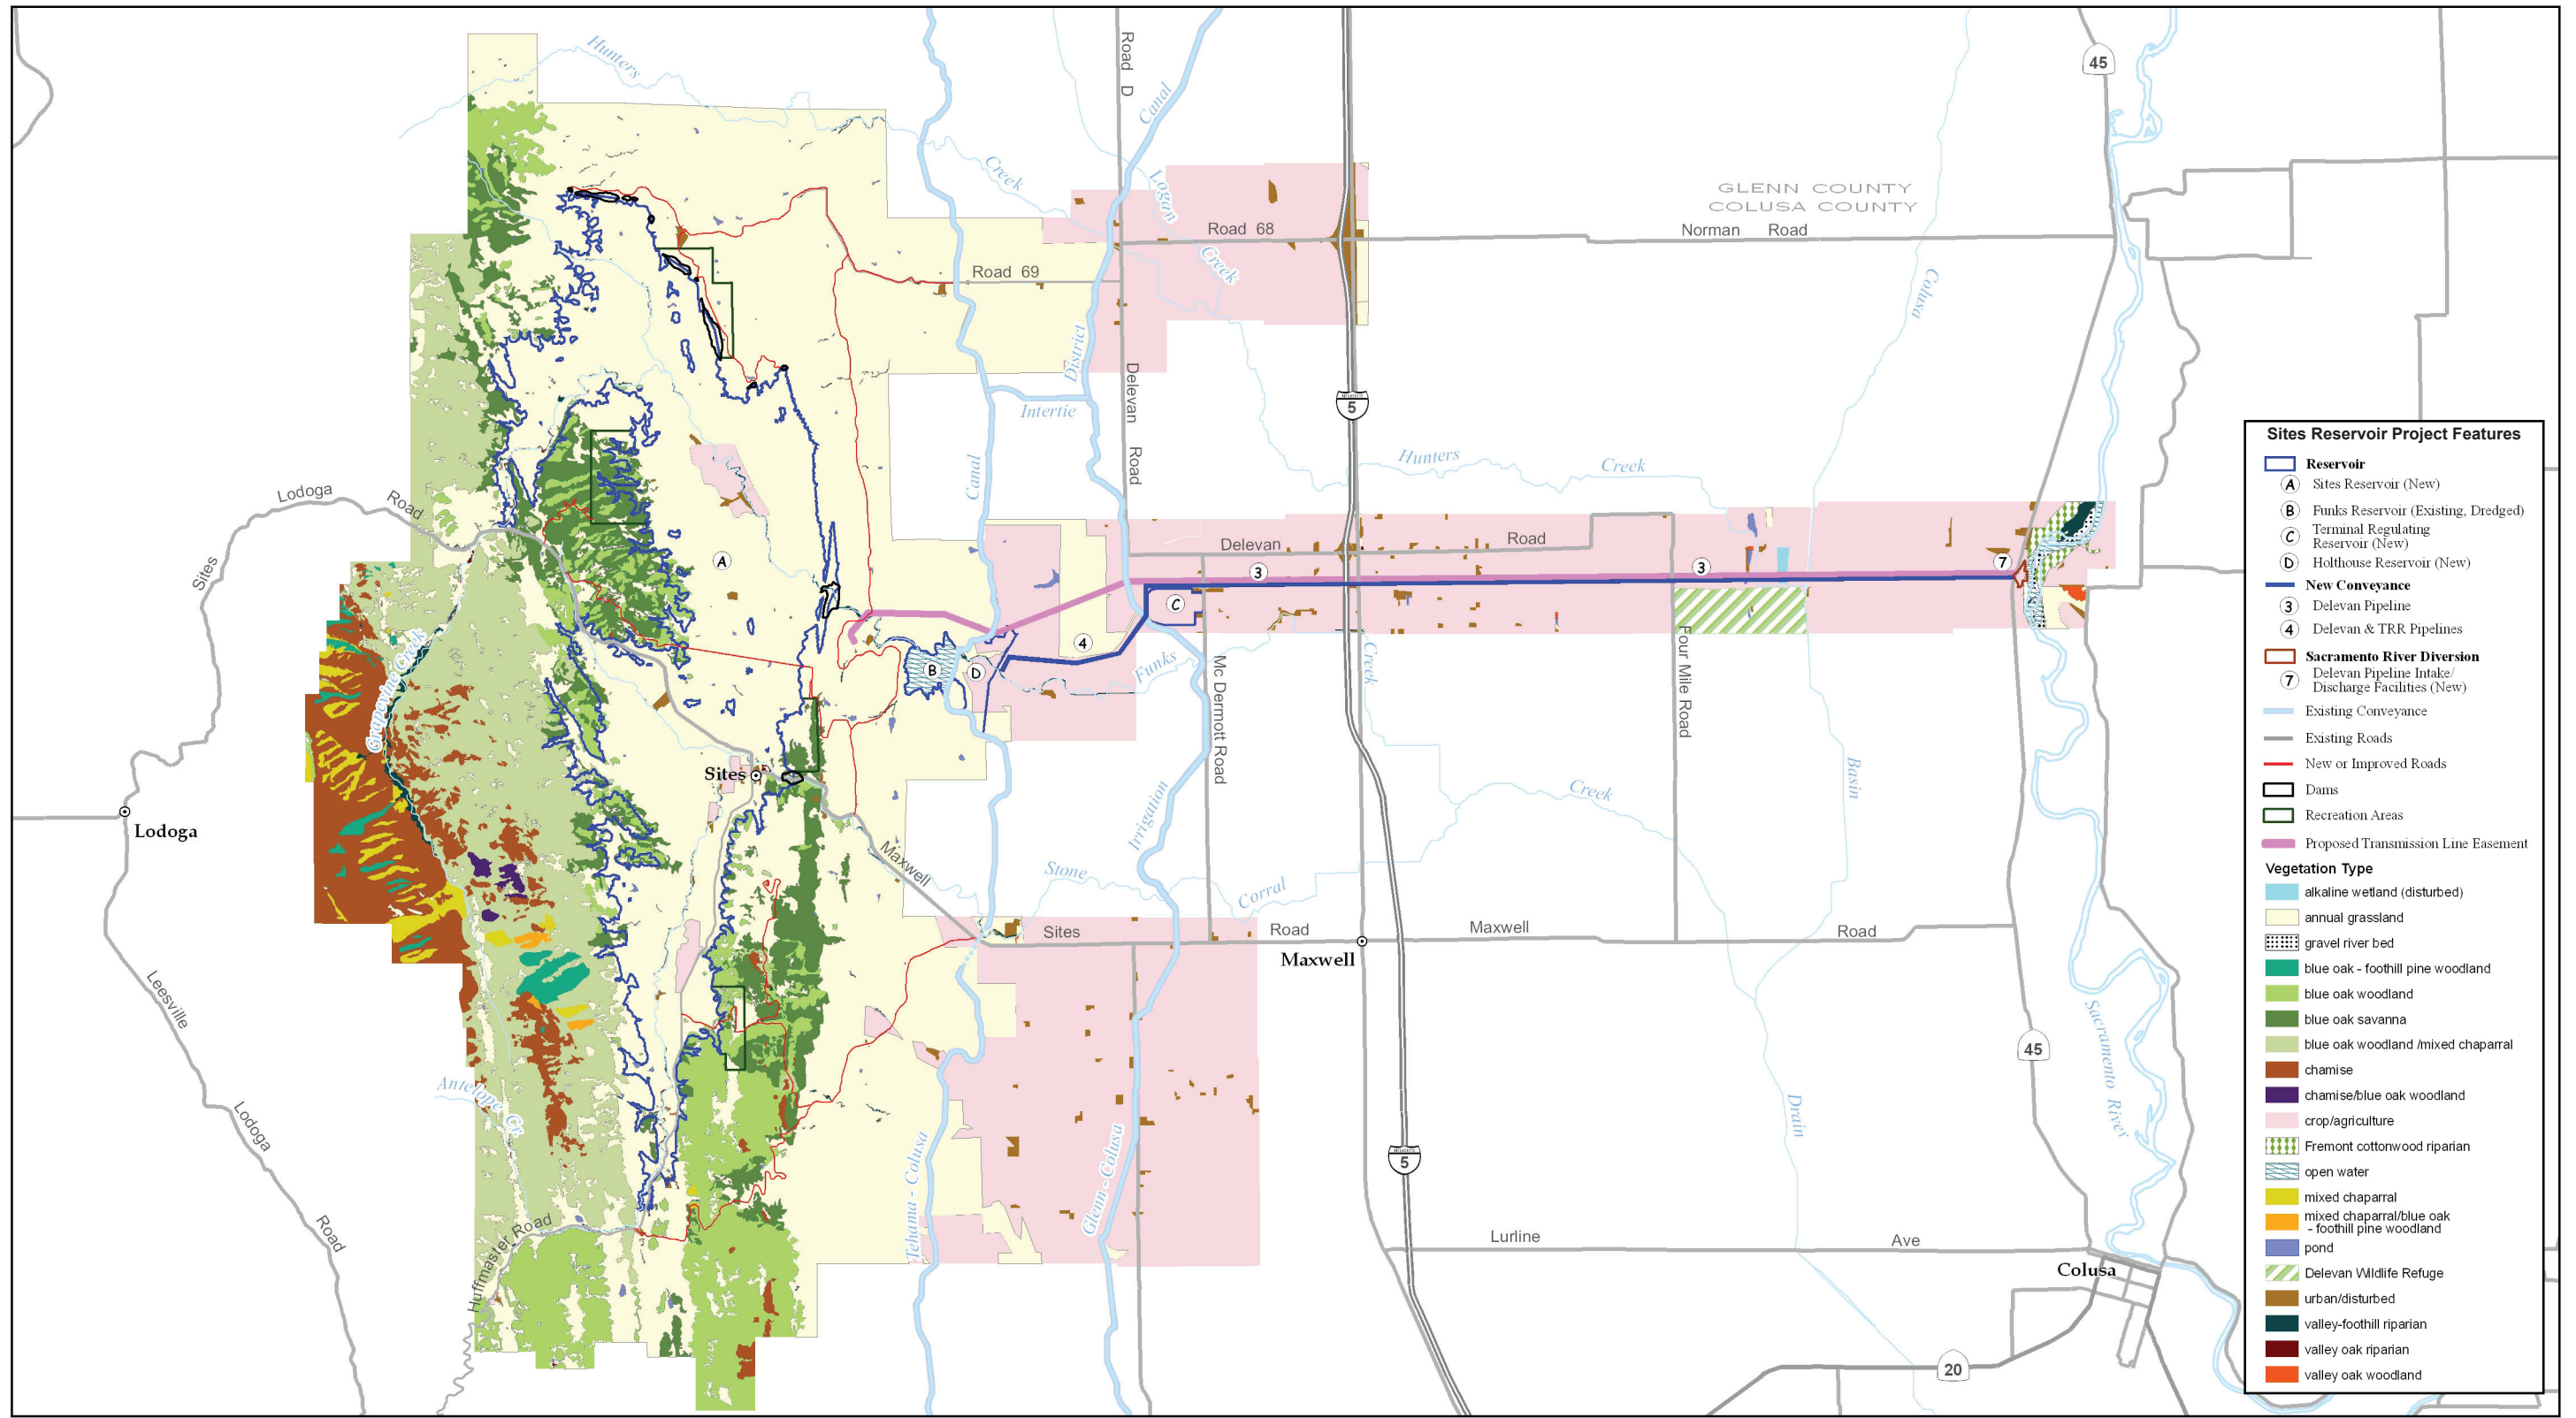 Hunters
Road D
Canal
45
Creek
Logan
GLENN COUNTY
COLUSA COUNTY
Road 68
Norman Road
Creek
Road 69
Colusa
District
Delevan Road
Intertie
5
Canal
Hunters Creek
Lodoga Road
Sites
Delevan Road
A
3
3
7
C
4
Grapevine Creek
B
D
Funks
Creek
Mc Dermott Road
Four Mile Road
Sites
Lodoga
Irrigation
Creek
Basin
Maxwell
Stone
Corral
Sites Road
Maxwell
Maxwell Road
Leesville
Sacramento River
45
Antelope Cr.
Lodoga
Drain
Tehama - Colusa
Glenn - Colusa
5
Road
Huffmaster Road
Lurline Ave
Colusa
20
Sites Reservoir Project Features
Reservoir
A Sites Reservoir (New)
B Funks Reservoir (Existing, Dredged)
C Terminal Regulating
Reservoir (New)
D Holthouse Reservoir (New)
New Conveyance
3 Delevan Pipeline
4 Delevan & TRR Pipelines
Sacramento River Diversion
7 Delevan Pipeline Intake/
Discharge Facilities (New)
Existing Conveyance
Existing Roads
New or Improved Roads
Dams
Recreation Areas
Proposed Transmission Line Easement
Vegetation Type
alkaline wetland (disturbed)
annual grassland
gravel river bed
blue oak - foothill pine woodland
blue oak woodland
blue oak savanna
blue oak woodland /mixed chaparral
chamise
chamise/blue oak woodland
crop/agriculture
Fremont cottonwood riparian
open water
mixed chaparral
mixed chaparral/blue oak
- foothill pine woodland
pond
Delevan Wildlife Refuge
urban/disturbed
valley-foothill riparian
valley oak riparian
valley oak woodland